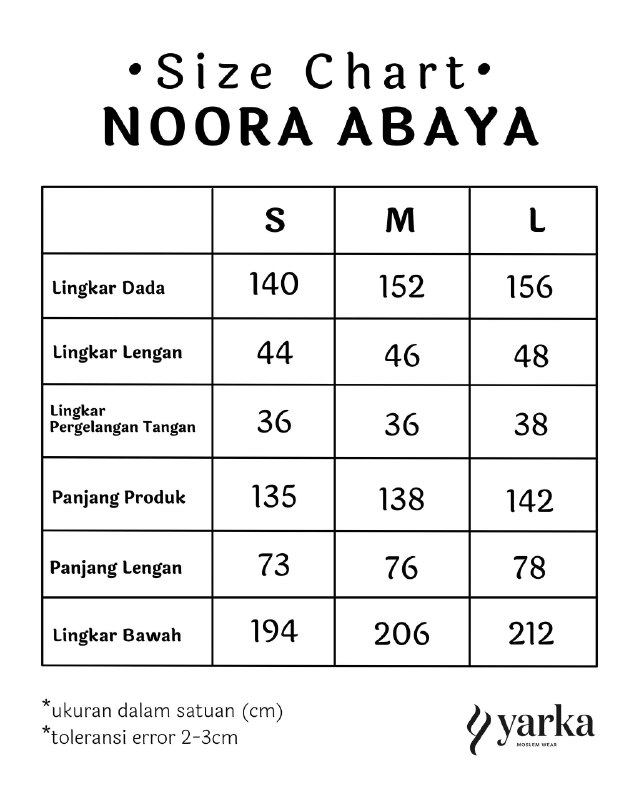 •Size Chart•
NOORA ABAYA
S M L
Lingkar Dada 140 152 156
Lingkar Lengan 44 46 48
Lingkar
Pergelangan Tangan 36 36 38
Panjang Produk 135 138 142
Panjang Lengan 73 76 78
Lingkar Bawah 194 206 212
*ukuran dalam satuan (cm)
*toleransi error 2-3cm
yarka
MOSLEM WEAR